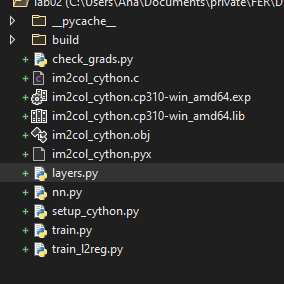 lab02 (C:\Users\Ana\Documents\private\FER\D
__pycache__
build
check_grads.py
im2col_cython.c
im2col_cython.cp310-win_amd64.exp
im2col_cython.cp310-win_amd64.lib
im2col_cython.obj
im2col_cython.pyx
layers.py
nn.py
setup_cython.py
train.py
train_l2reg.py